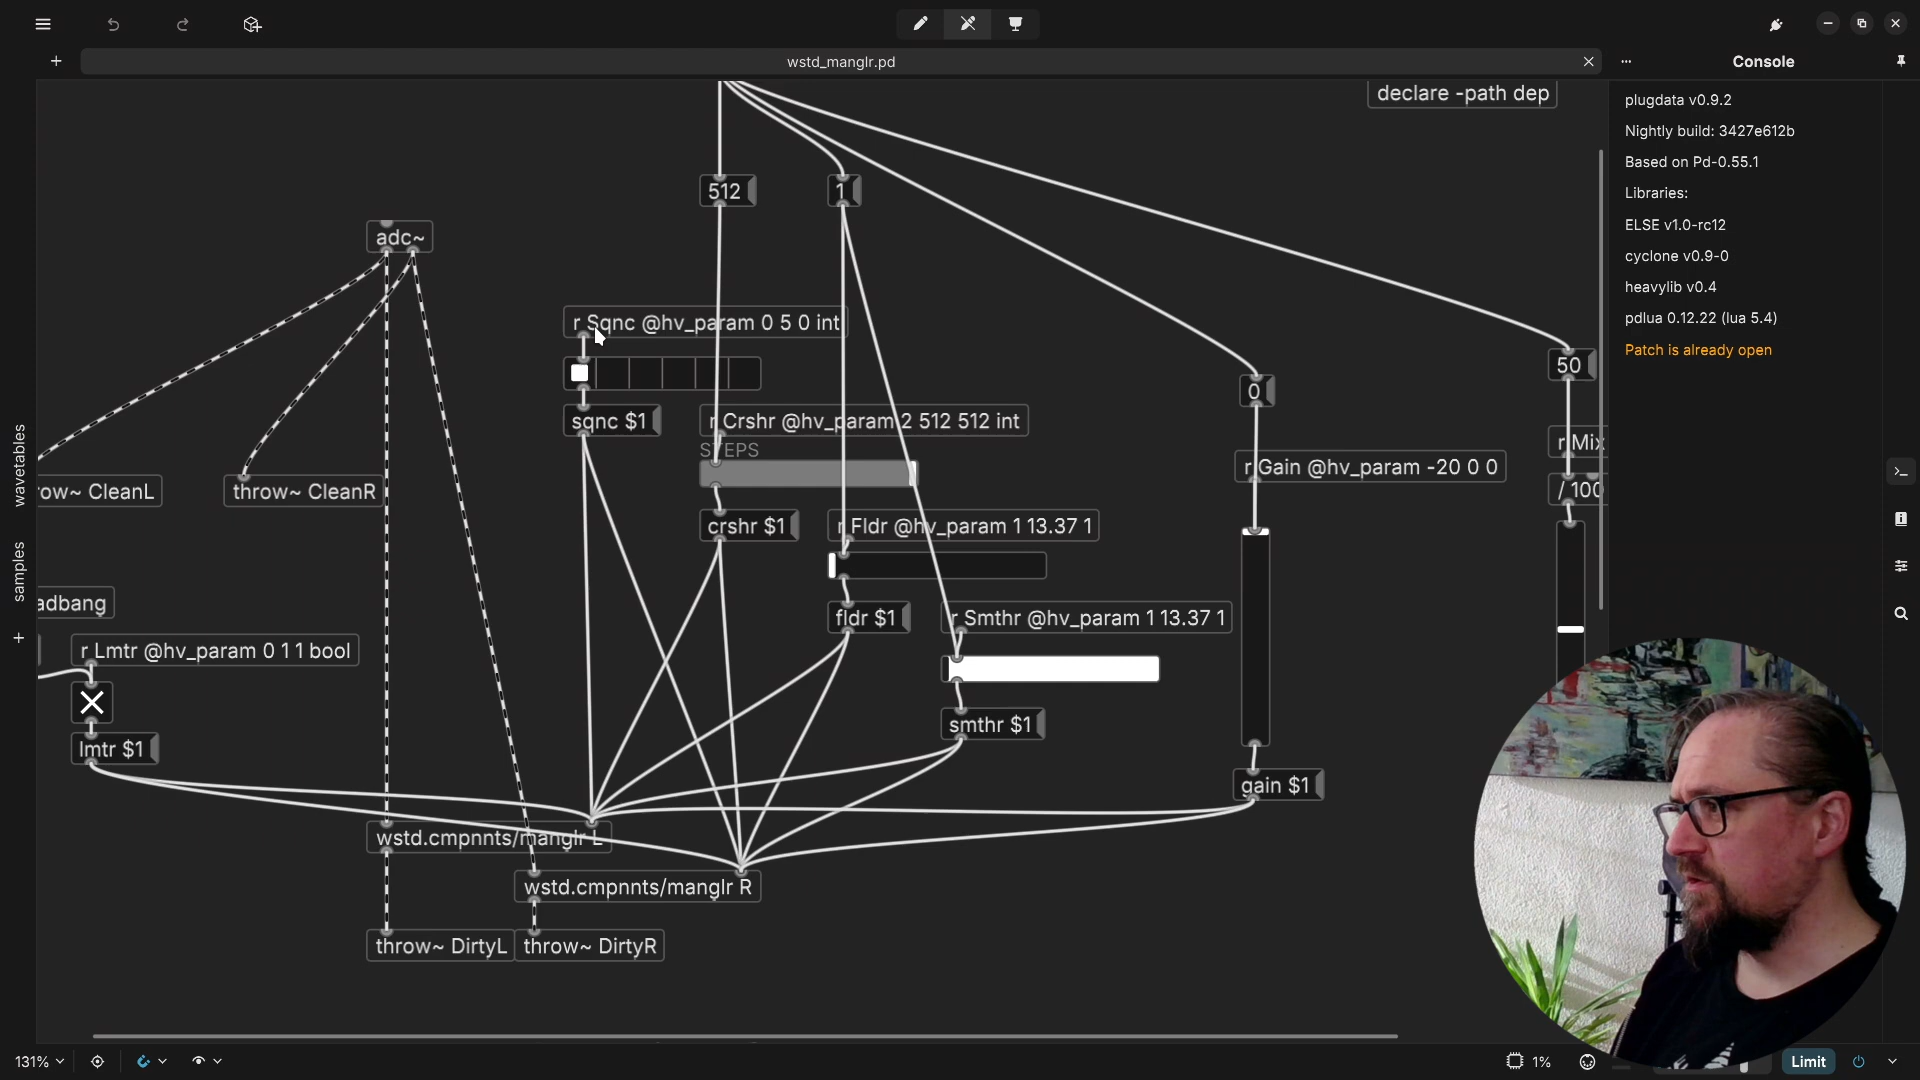 wstd_manglr.pd
Console
declare -path dep
plugdata v0.9.2
Nightly build: 3427e612b
Based on Pd-0.55.1
Libraries:
ELSE v1.0-rc12
cyclone v0.9-0
heavylib v0.4
pdlua 0.12.22 (lua 5.4)
Patch is already open
512
1
adc~
r Sqnc @hv_param 0 5 0 int
50
0
sqnc $1
r Crshr @hv_param 2 512 512 int
STEPS
r Mix
r Gain @hv_param -20 0 0
/ 100
row~ CleanL
throw~ CleanR
crshr $1
r Fldr @hv_param 1 13.37 1
wavetables
samples
adbang
fldr $1
r Smthr @hv_param 1 13.37 1
r Lmtr @hv_param 0 1 1 bool
smthr $1
lmtr $1
gain $1
wstd.cmpnnts/manglr L
wstd.cmpnnts/manglr R
throw~ DirtyL
throw~ DirtyR
131%
1%
Limit